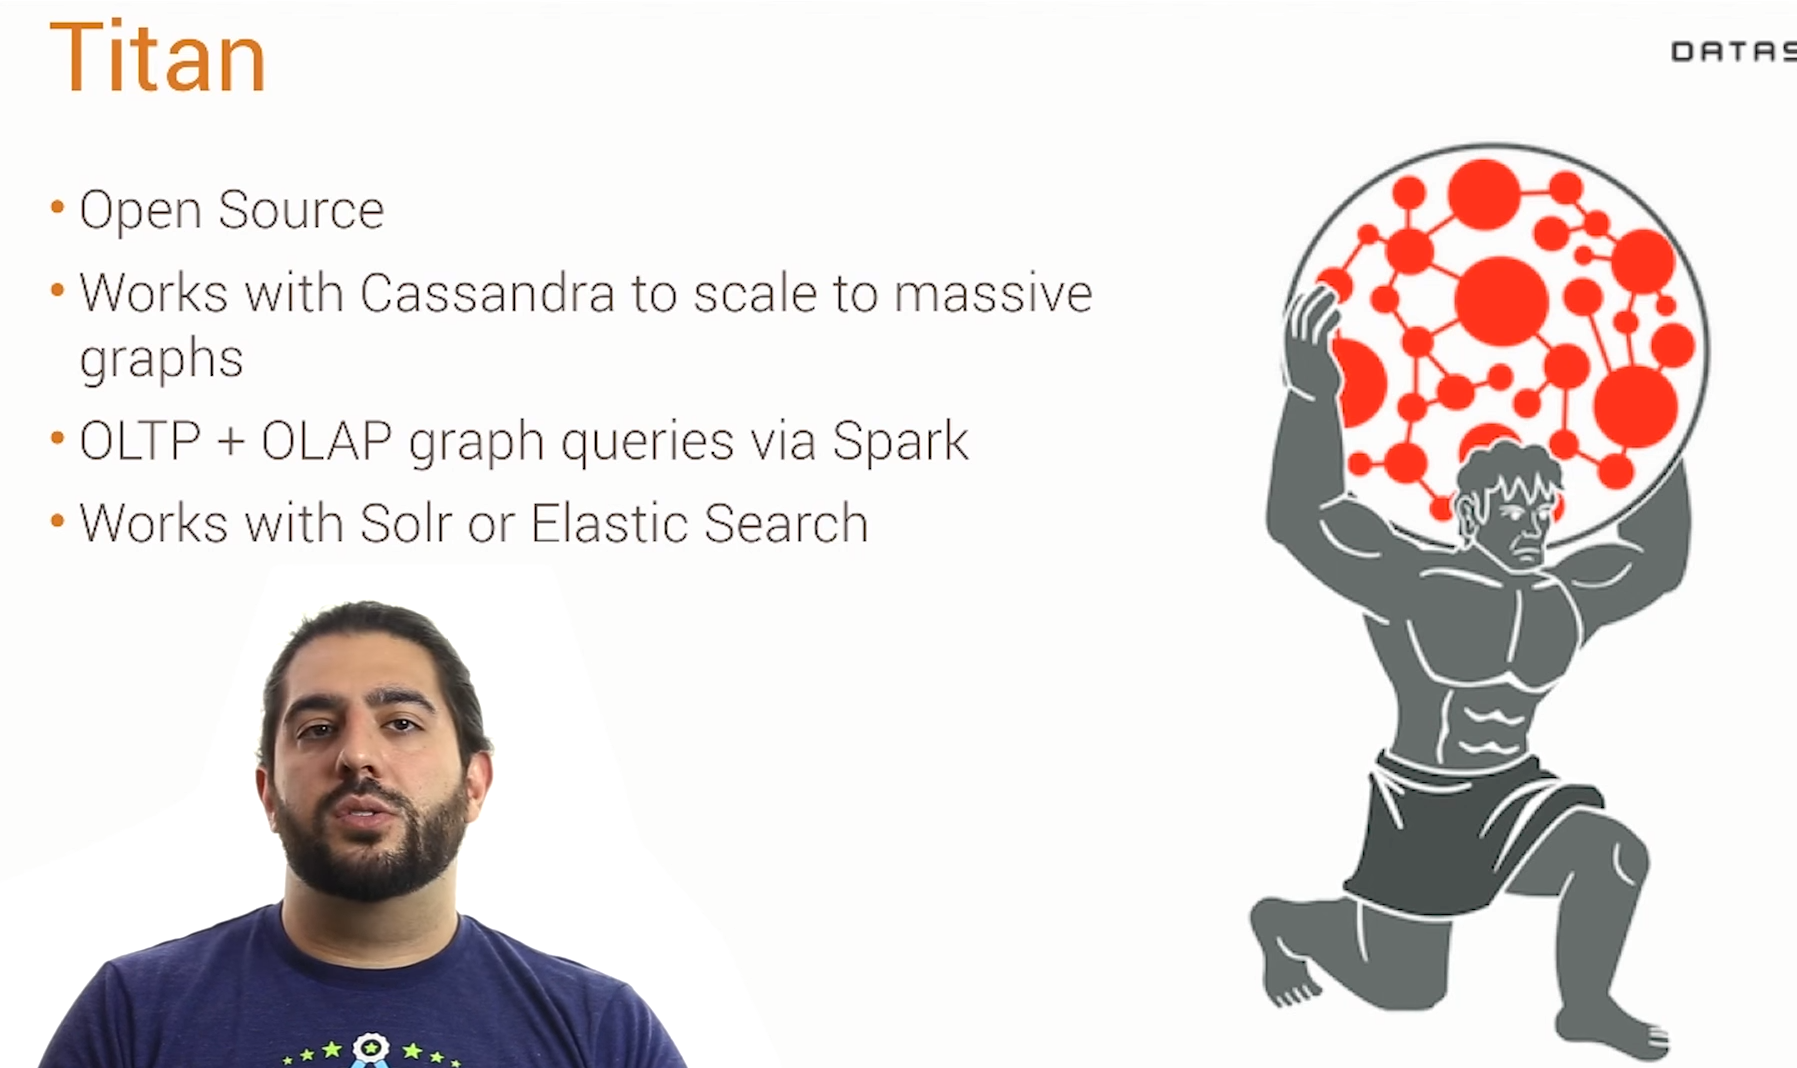 Titan
DATAS
• Open Source
• Works with Cassandra to scale to massive
graphs
• OLTP + OLAP graph queries via Spark
• Works with Solr or Elastic Search